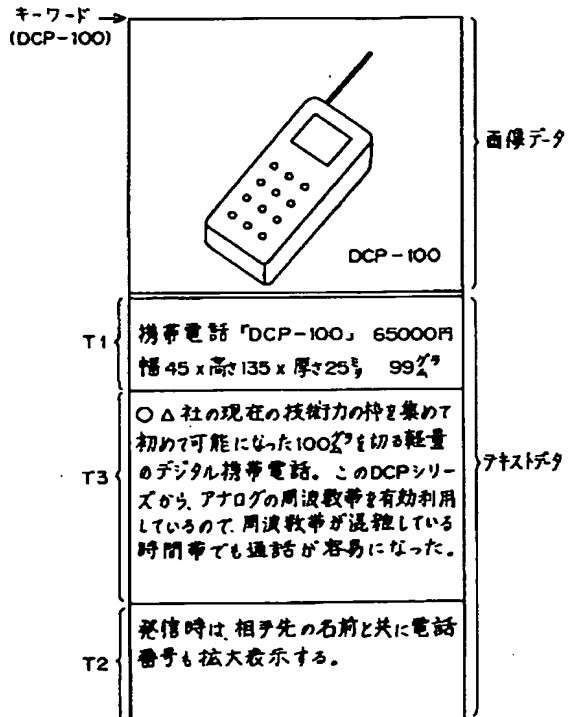 キーワード
(DCP-100)
画像データ
DCP-100
T1
携帯電話「DCP-100」 65000円
幅45×高さ135×厚さ25ミリ 99グラム
T3
○△社の現在の技術力の枠を集めて
初めて可能になった100グラムを切る軽量
のデジタル携帯電話。このDCPシリー
ズから、アナログの周波数帯を有効利用
しているので、周波数帯が混雑している
時間帯でも通話が容易になった。
テキストデータ
T2
発信時は、相手先の名前と共に電話
番号も拡大表示する。